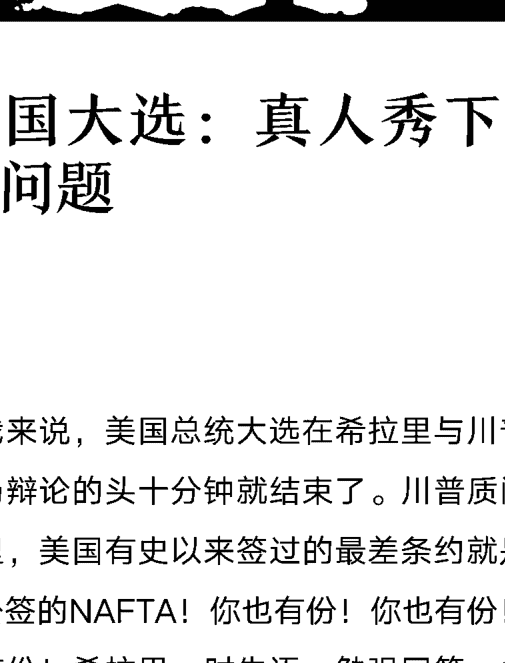 国大选：真人秀下
问题
来说，美国总统大选在希拉里与川
辩论的头十分钟就结束了。川普质
，美国有史以来签过的最差条约就
签的NAFTA！你也有份！你也有份！